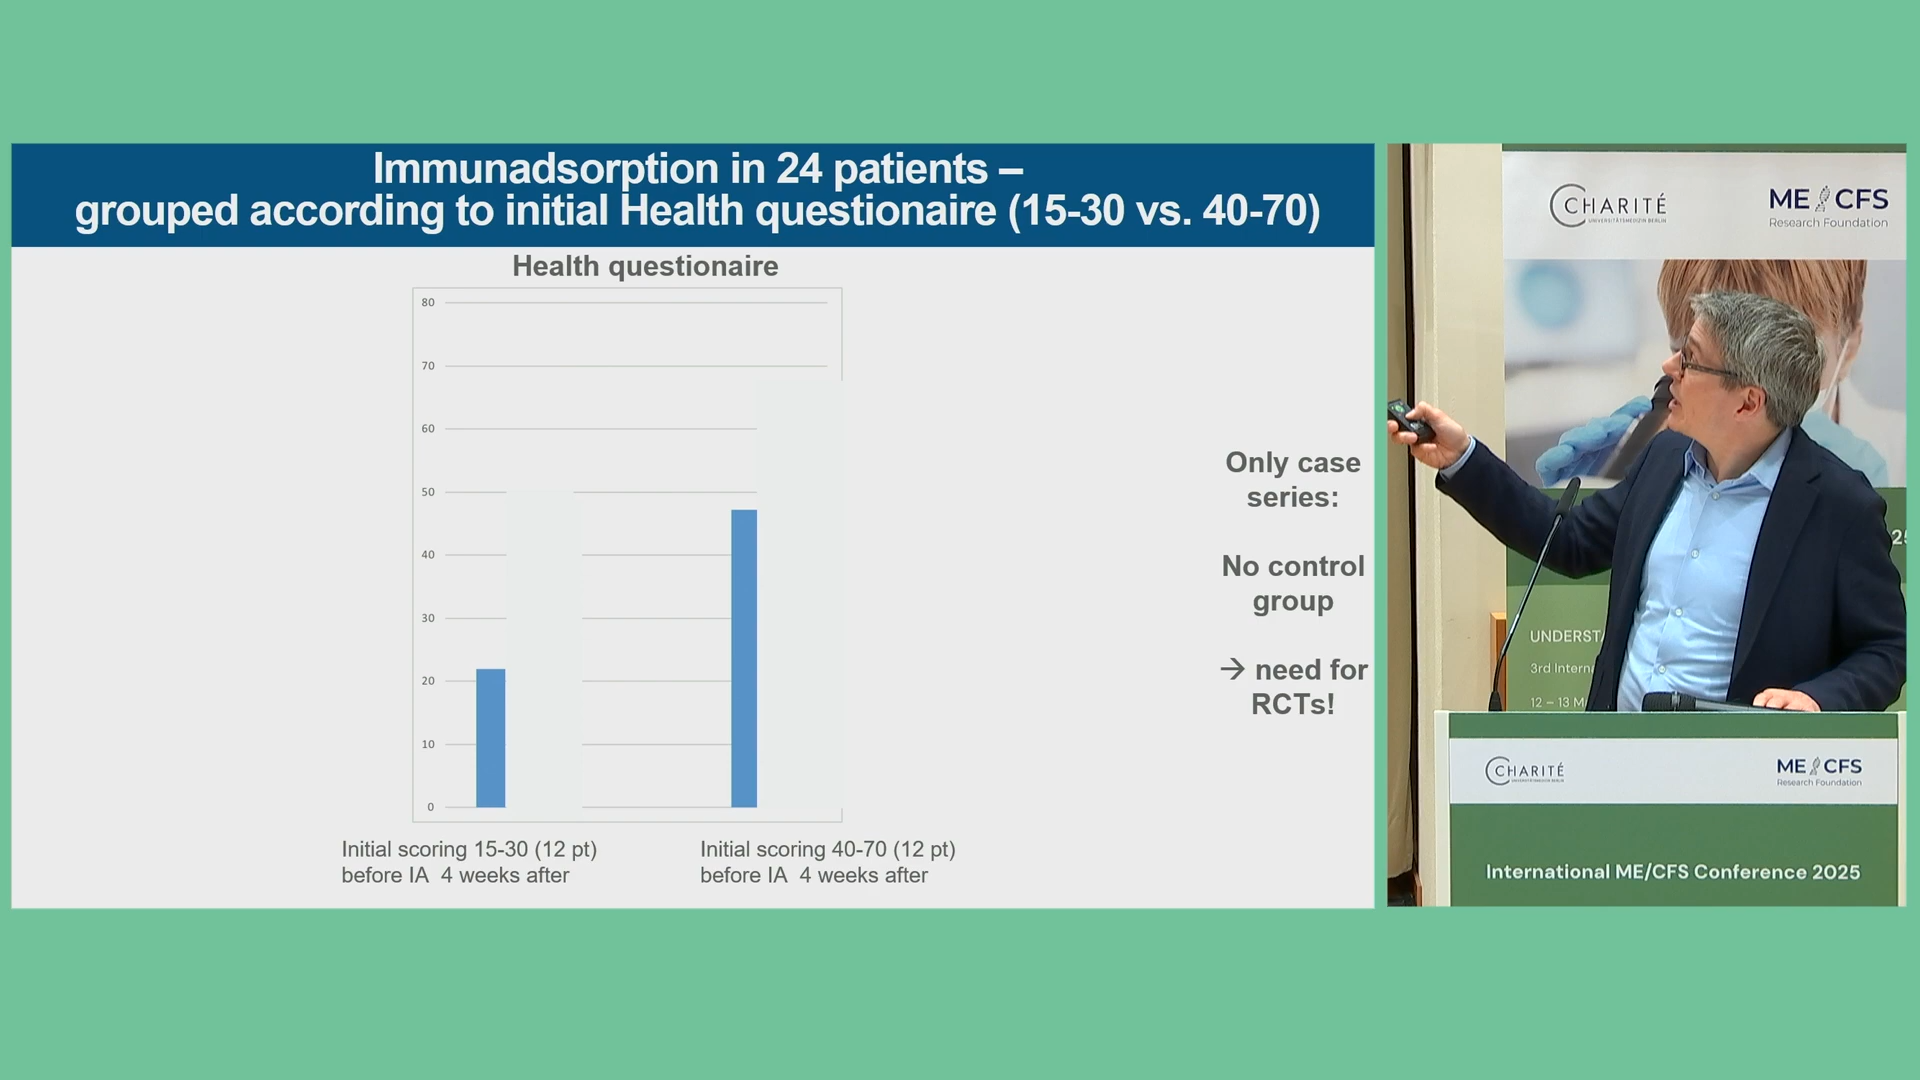 Immunadsorption in 24 patients –
grouped according to initial Health questionaire (15-30 vs. 40-70)
Health questionaire
80
70
60
50
40
30
20
10
0
Initial scoring 15-30 (12 pt)
before IA 4 weeks after
Initial scoring 40-70 (12 pt)
before IA 4 weeks after
Only case
series:
No control
group
→ need for
RCTs!
CHARITÉ
UNIVERSITÄTSMEDIZIN BERLIN
ME CFS
Research Foundation
UNDERST
3rd Intern
12 – 13 M
CHARITÉ
ME CFS
Research Foundation
International ME/CFS Conference 2025